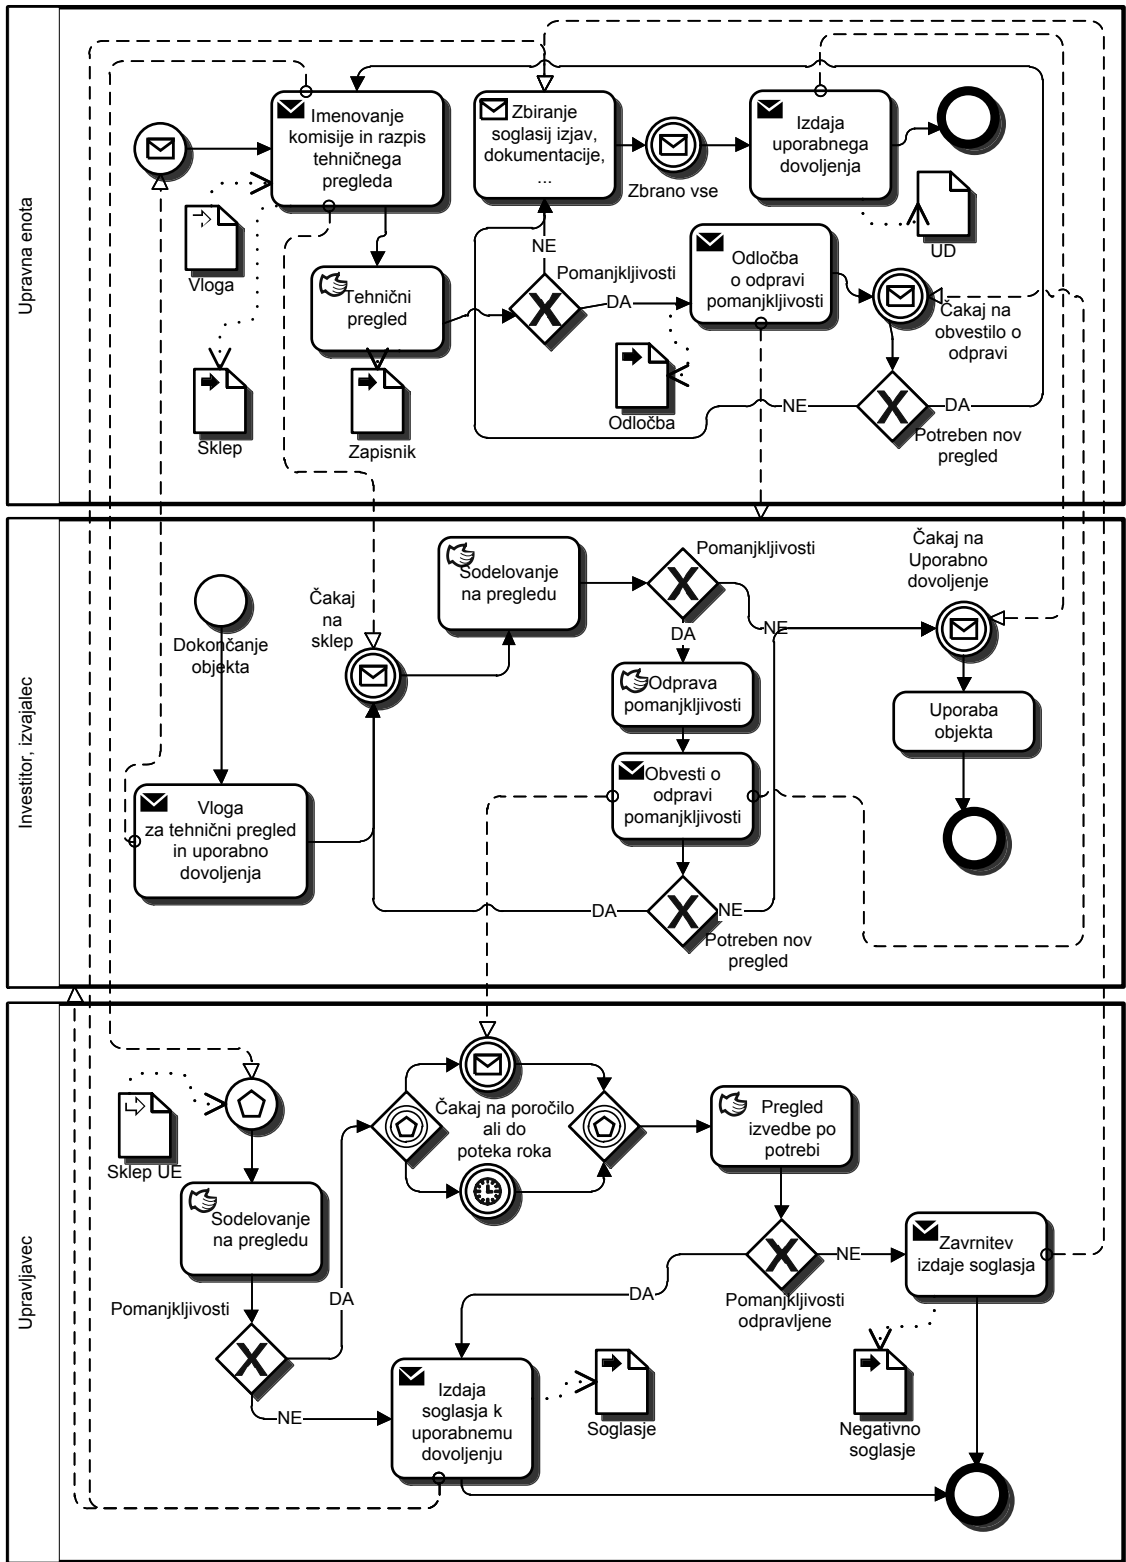 Upravna enota
Imenovanje
komisije in razpis
tehničnega
pregleda
Zbiranje
soglasij izjav,
dokumentacije,
...
Zbrano vse
Izdaja
uporabnega
dovoljenja
UD
Vloga
Sklep
Tehnični
pregled
Zapisnik
NE
Pomanjkljivosti
DA
Odločba
o odpravi
pomanjkljivosti
Odločba
Čakaj na
obvestilo o
odpravi
NE
DA
Potreben nov
pregled
Investitor, izvajalec
Dokončanje
objekta
Vloga
za tehnični pregled
in uporabno
dovoljenja
Čakaj
na
sklep
Sodelovanje
na pregledu
Pomanjkljivosti
NE
DA
Odprava
pomanjkljivosti
Obvesti o
odpravi
pomanjkljivosti
DA
NE
Potreben nov
pregled
Čakaj na
Uporabno
dovoljenje
Uporaba
objekta
Upravljavec
Sklep UE
Sodelovanje
na pregledu
Pomanjkljivosti
DA
NE
Čakaj na poročilo
ali do
poteka roka
Pregled
izvedbe po
potrebi
DA
NE
Pomanjkljivosti
odpravljene
Zavrnitev
izdaje soglasja
Izdaja
soglasja k
uporabnemu
dovoljenju
Soglasje
Negativno
soglasje